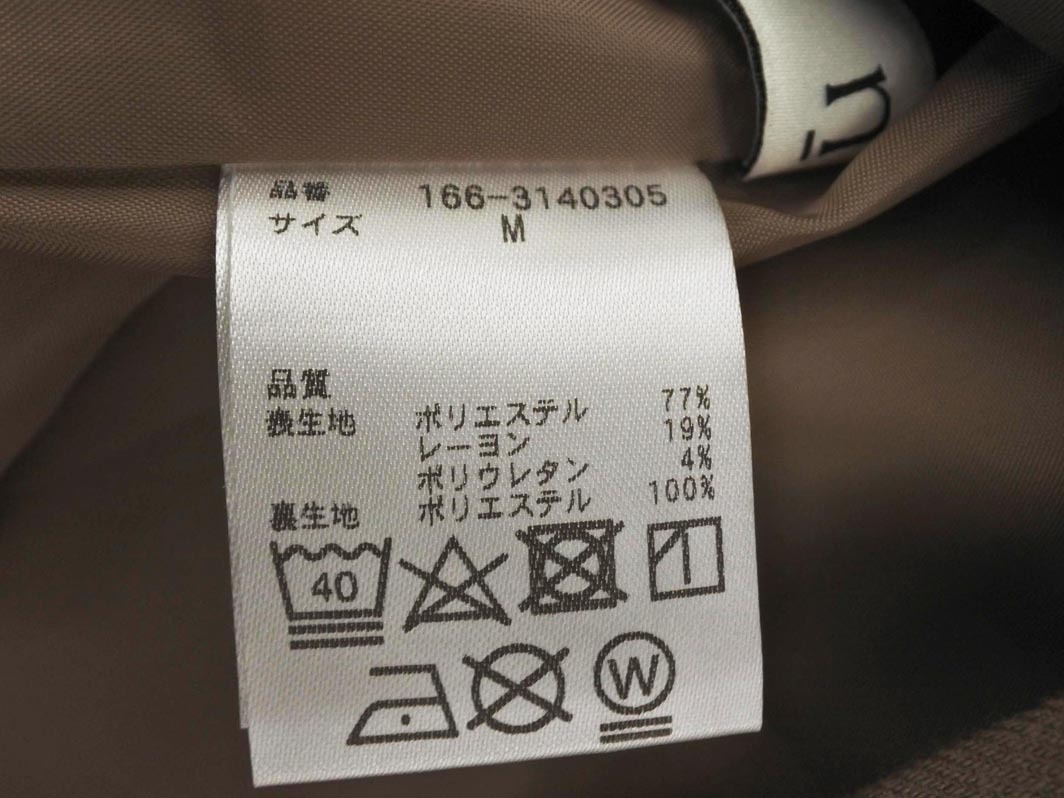 n
品番 166-3140305
サイズ M
品質
表生地 ポリエステル 77%
レーヨン 19%
ポリウレタン 4%
裏生地 ポリエステル 100%
40
W